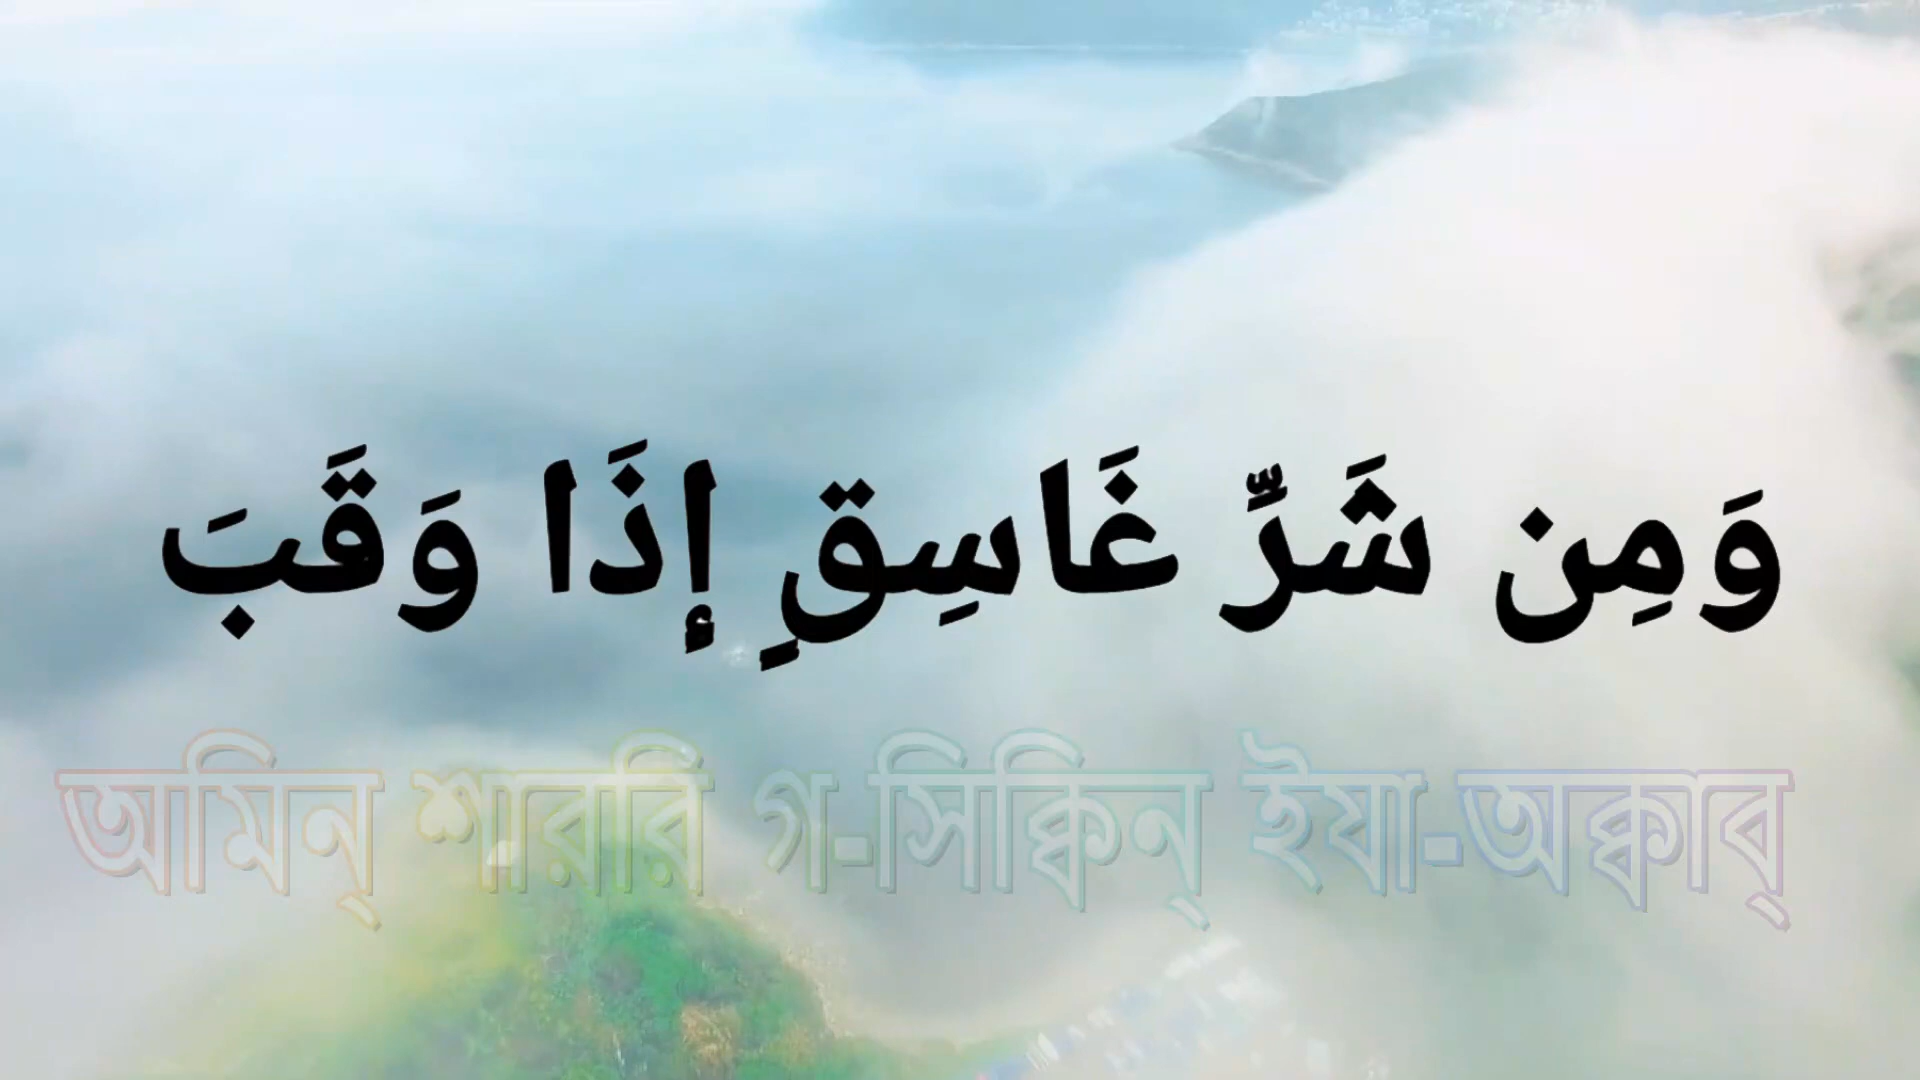 وَمِن شَرِّ غَاسِقٍ إِذَا وَقَبَ
অমিন্ শাররি গ-সিক্বিন্ ইযা-অক্বাব্